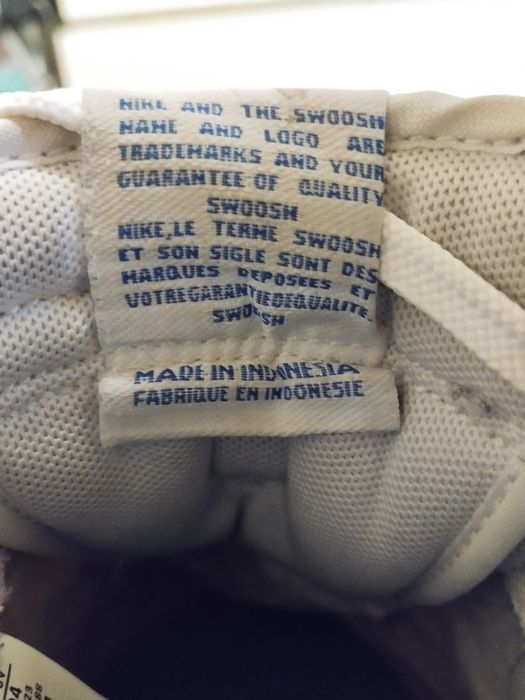 NIKE AND THE SWOOSH
NAME AND LOGO ARE
TRADEMARKS AND YOUR
GUARANTEE OF QUALITY
SWOOSH
NIKE,LE TERME SWOOSH
ET SON SIGLE SONT DES
MARQUES DEPOSEES ET
VOTREGARANTIEDEQUALITE.
SWOOSH
MADE IN INDONESIA
FABRIQUE EN INDONESIE